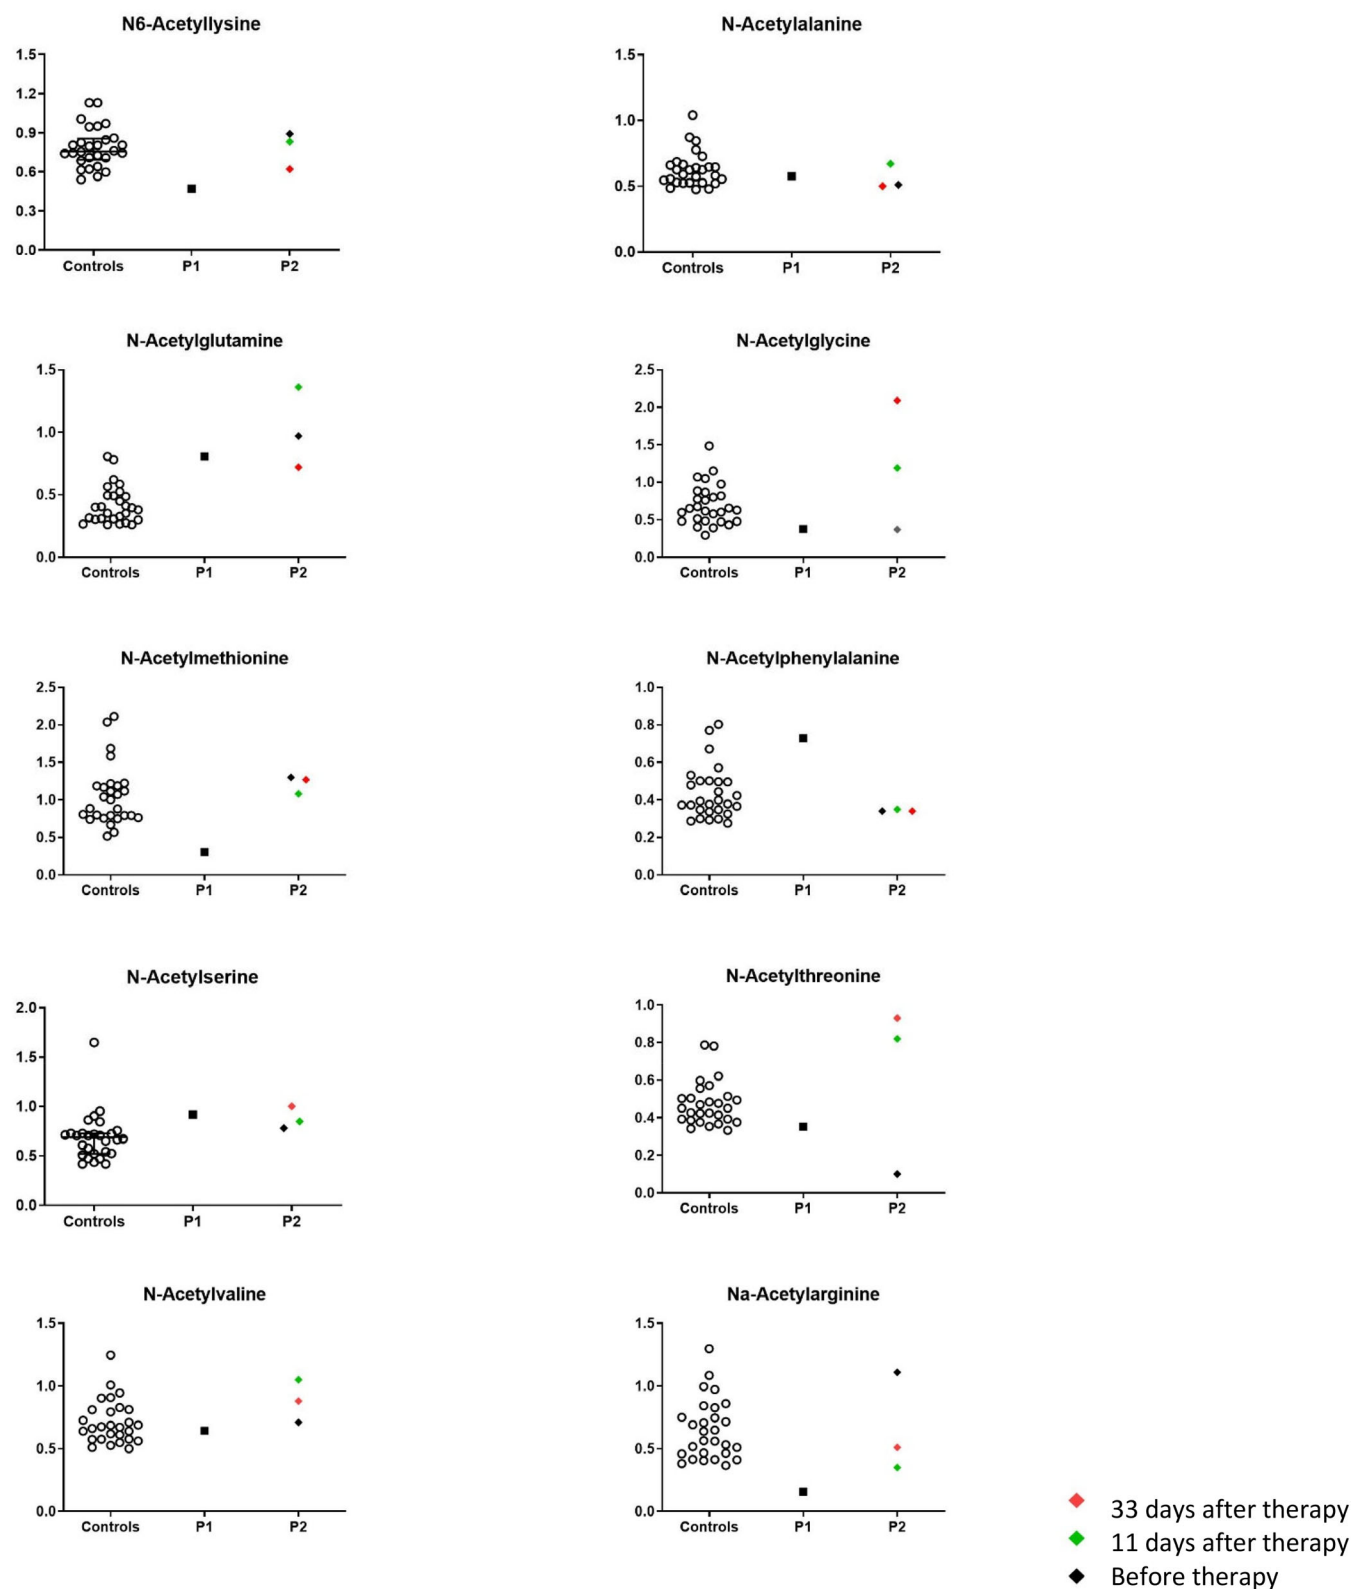 N6-Acetyllysine
1.5
1.2
0.9
0.6
0.3
0.0
Controls P1 P2
N-Acetylalanine
1.5
1.0
0.5
0.0
Controls P1 P2
N-Acetylglutamine
1.5
1.0
0.5
0.0
Controls P1 P2
N-Acetylglycine
2.5
2.0
1.5
1.0
0.5
0.0
Controls P1 P2
N-Acetylmethionine
2.5
2.0
1.5
1.0
0.5
0.0
Controls P1 P2
N-Acetylphenylalanine
1.0
0.8
0.6
0.4
0.2
0.0
Controls P1 P2
N-Acetylserine
2.0
1.5
1.0
0.5
0.0
Controls P1 P2
N-Acetylthreonine
1.0
0.8
0.6
0.4
0.2
0.0
Controls P1 P2
N-Acetylvaline
1.5
1.0
0.5
0.0
Controls P1 P2
Na-Acetylarginine
1.5
1.0
0.5
0.0
Controls P1 P2
33 days after therapy
11 days after therapy
Before therapy